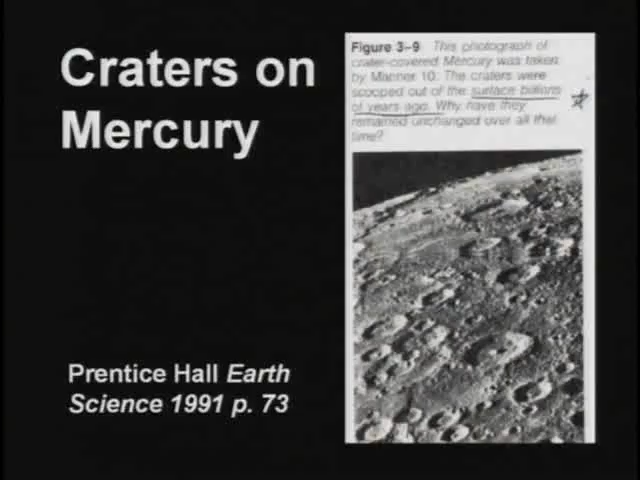 Craters on
Mercury
Figure 3–9 This photograph of
crater-covered Mercury was taken
by Mariner 10. The craters were
scooped out of the surface billions
of years ago. Why have they
remained unchanged over all that
time?
Prentice Hall Earth
Science 1991 p. 73